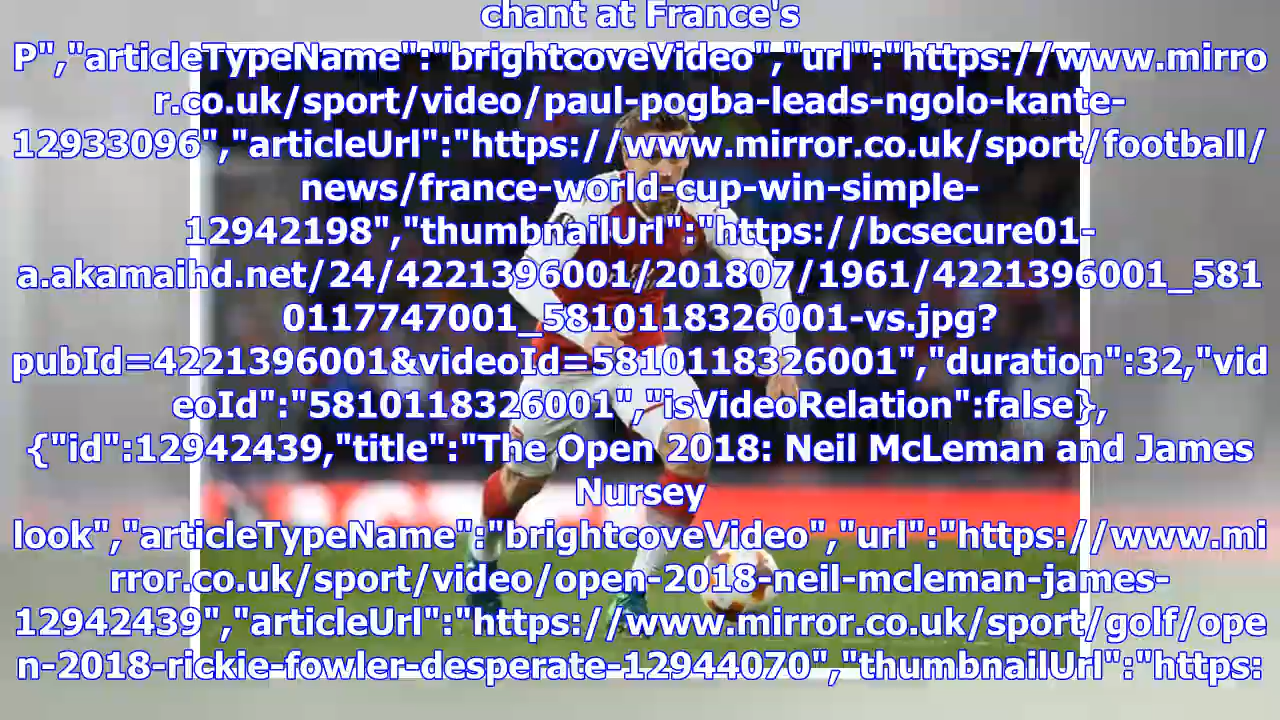 chant at France's
P","articleTypeName":"brightcoveVideo","url":"https://www.mirro
r.co.uk/sport/video/paul-pogba-leads-ngolo-kante-
12933096","articleUrl":"https://www.mirror.co.uk/sport/football/
news/france-world-cup-win-simple-
12942198","thumbnailUrl":"https://bcsecure01-
a.akamaihd.net/24/4221396001/201807/1961/4221396001_581
0117747001_5810118326001-vs.jpg?
pubId=4221396001&videoId=5810118326001","duration":32,"vid
eoId":"5810118326001","isVideoRelation":false},
{"id":12942439,"title":"The Open 2018: Neil McLeman and James
Nursey
look","articleTypeName":"brightcoveVideo","url":"https://www.mi
rror.co.uk/sport/video/open-2018-neil-mcleman-james-
12942439","articleUrl":"https://www.mirror.co.uk/sport/golf/ope
n-2018-rickie-fowler-desperate-12944070","thumbnailUrl":"https: